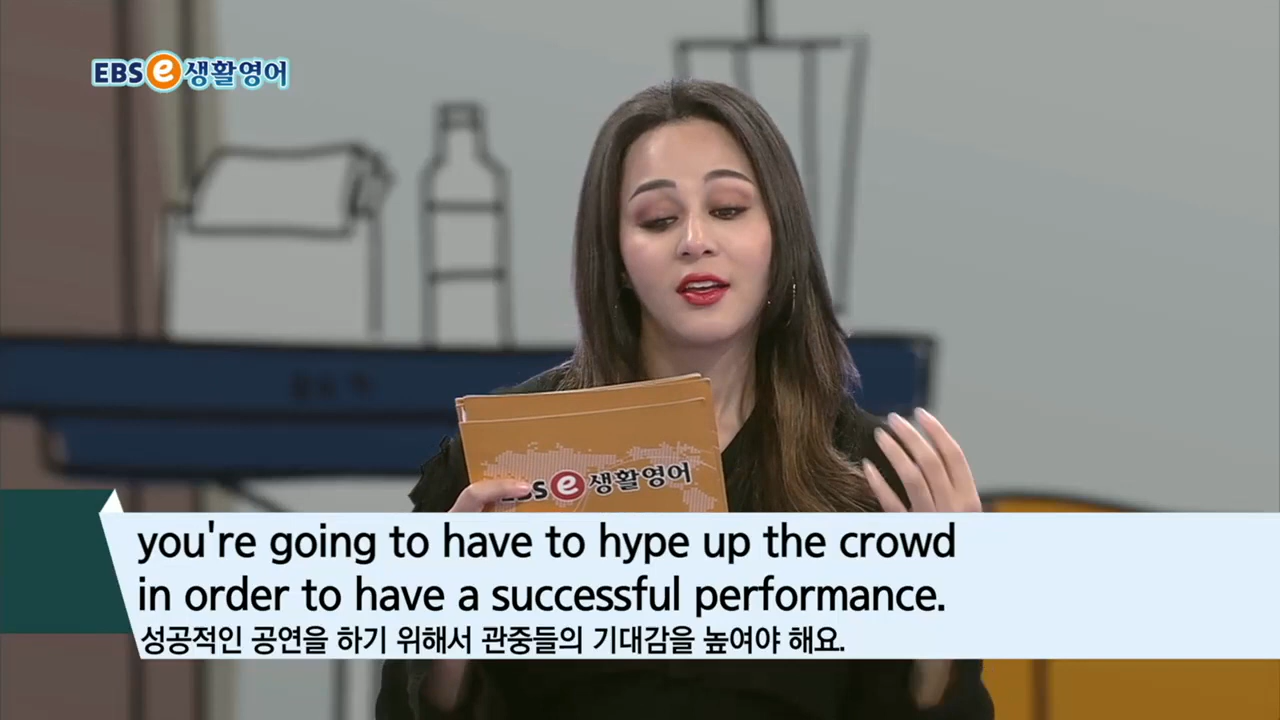 EBS e 생활영어
EBS e 생활영어
you're going to have to hype up the crowd
in order to have a successful performance.
성공적인 공연을 하기 위해서 관중들의 기대감을 높여야 해요.